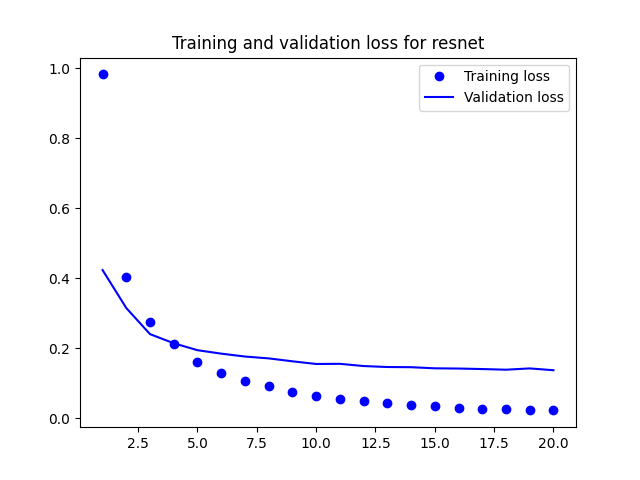 Training and validation loss for resnet
Training loss
Validation loss
1.0
0.8
0.6
0.4
0.2
0.0
2.5 5.0 7.5 10.0 12.5 15.0 17.5 20.0